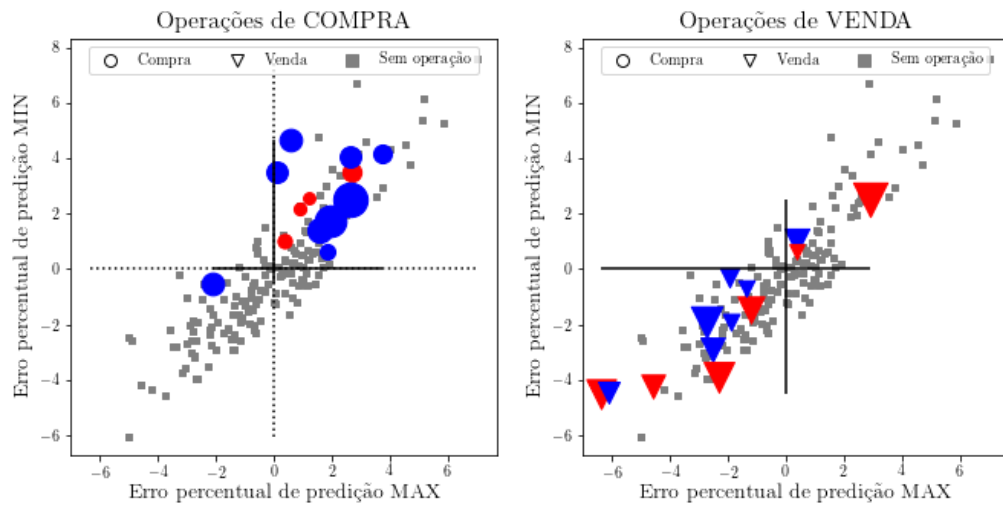 Operações de COMPRA
Compra Venda Sem operação
Erro percentual de predição MIN
8
6
4
2
0
−2
−4
−6
−6 −4 −2 0 2 4 6
Erro percentual de predição MAX
Operações de VENDA
Compra Venda Sem operação
Erro percentual de predição MIN
8
6
4
2
0
−2
−4
−6
−6 −4 −2 0 2 4 6
Erro percentual de predição MAX